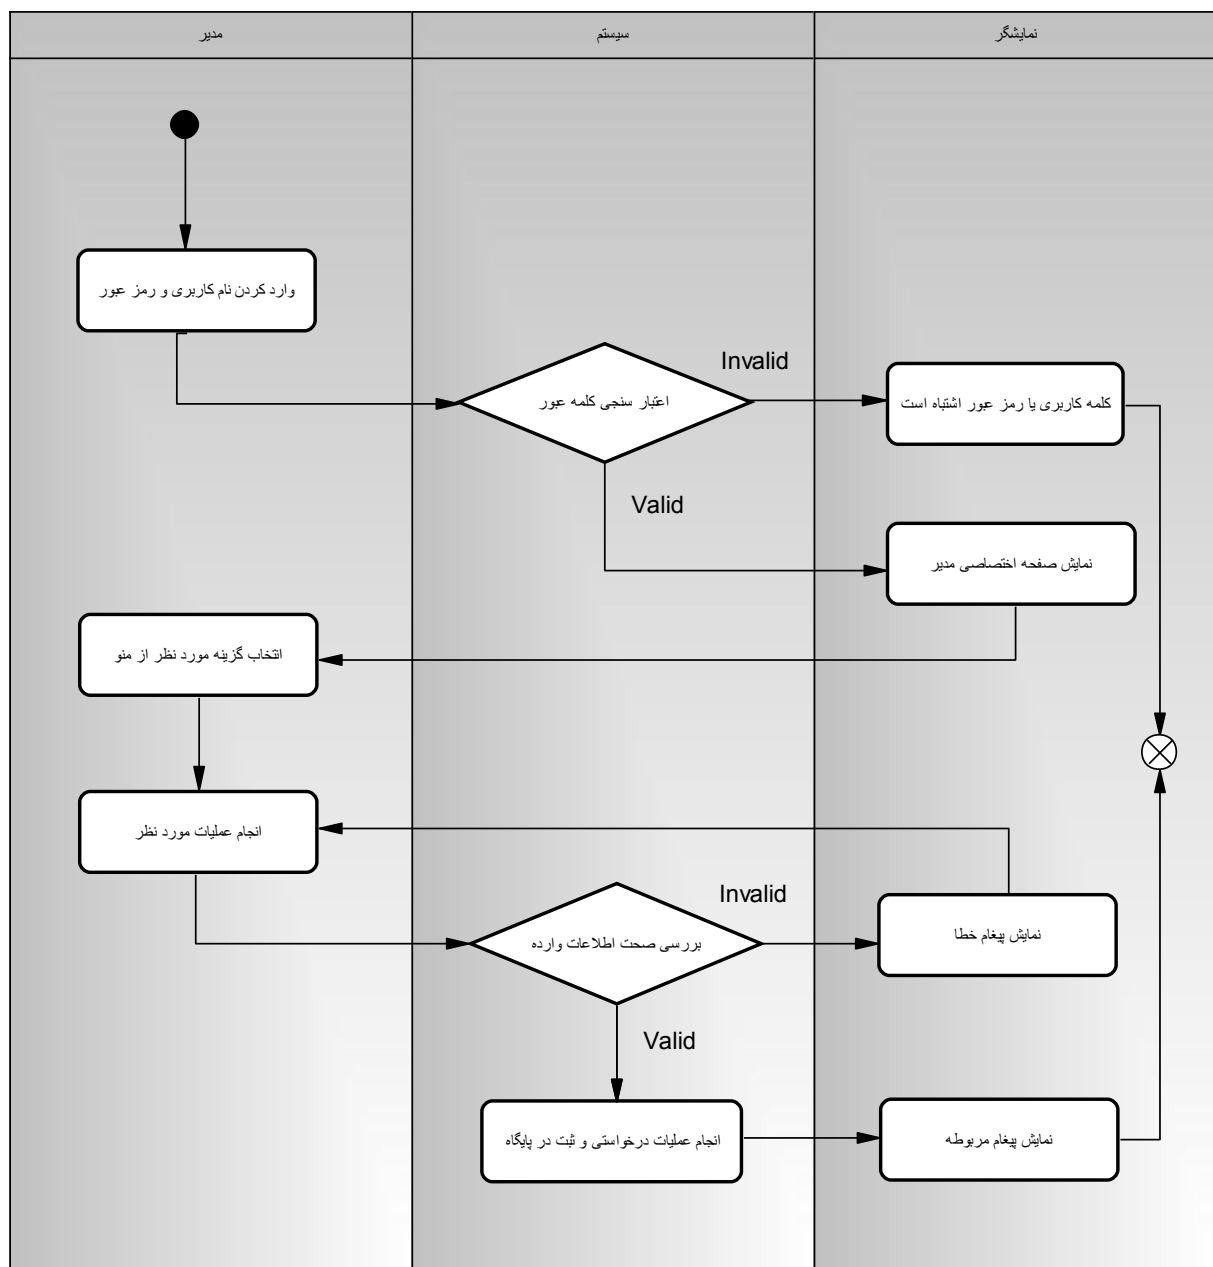 مدیر
سیستم
نمایشگر
وارد کردن نام کاربری و رمز عبور
اعتبار سنجی کلمه عبور
Invalid
کلمه کاربری یا رمز عبور اشتباه است
Valid
نمایش صفحه اختصاصی مدیر
انتخاب گزینه مورد نظر از منو
انجام عملیات مورد نظر
بررسی صحت اطلاعات وارده
Invalid
نمایش پیغام خطا
Valid
انجام عملیات درخواستی و ثبت در پایگاه
نمایش پیغام مربوطه